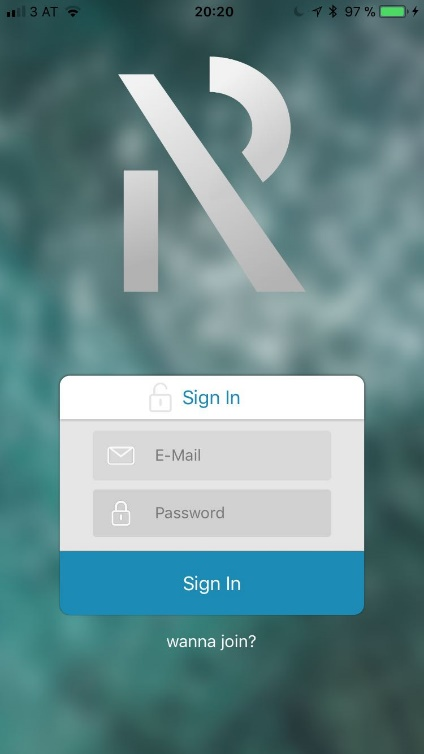 3 AT 20:20 97 %
Sign In
E-Mail
Password
Sign In
wanna join?